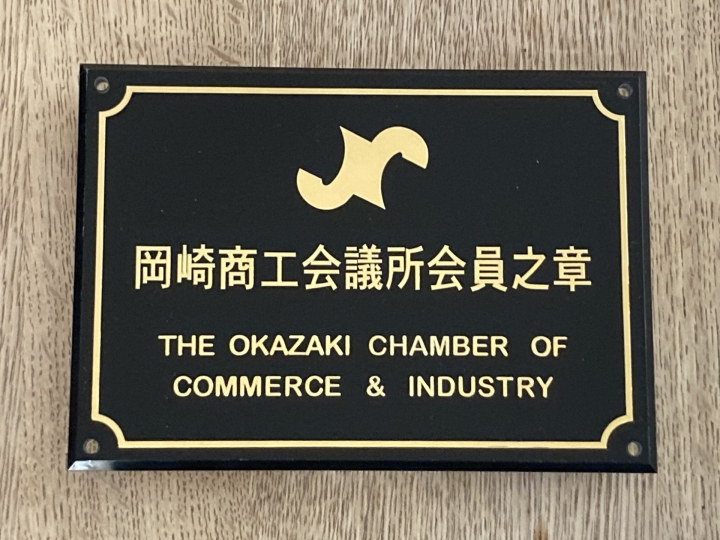 岡崎商工会議所会員之章
THE OKAZAKI CHAMBER OF
COMMERCE & INDUSTRY